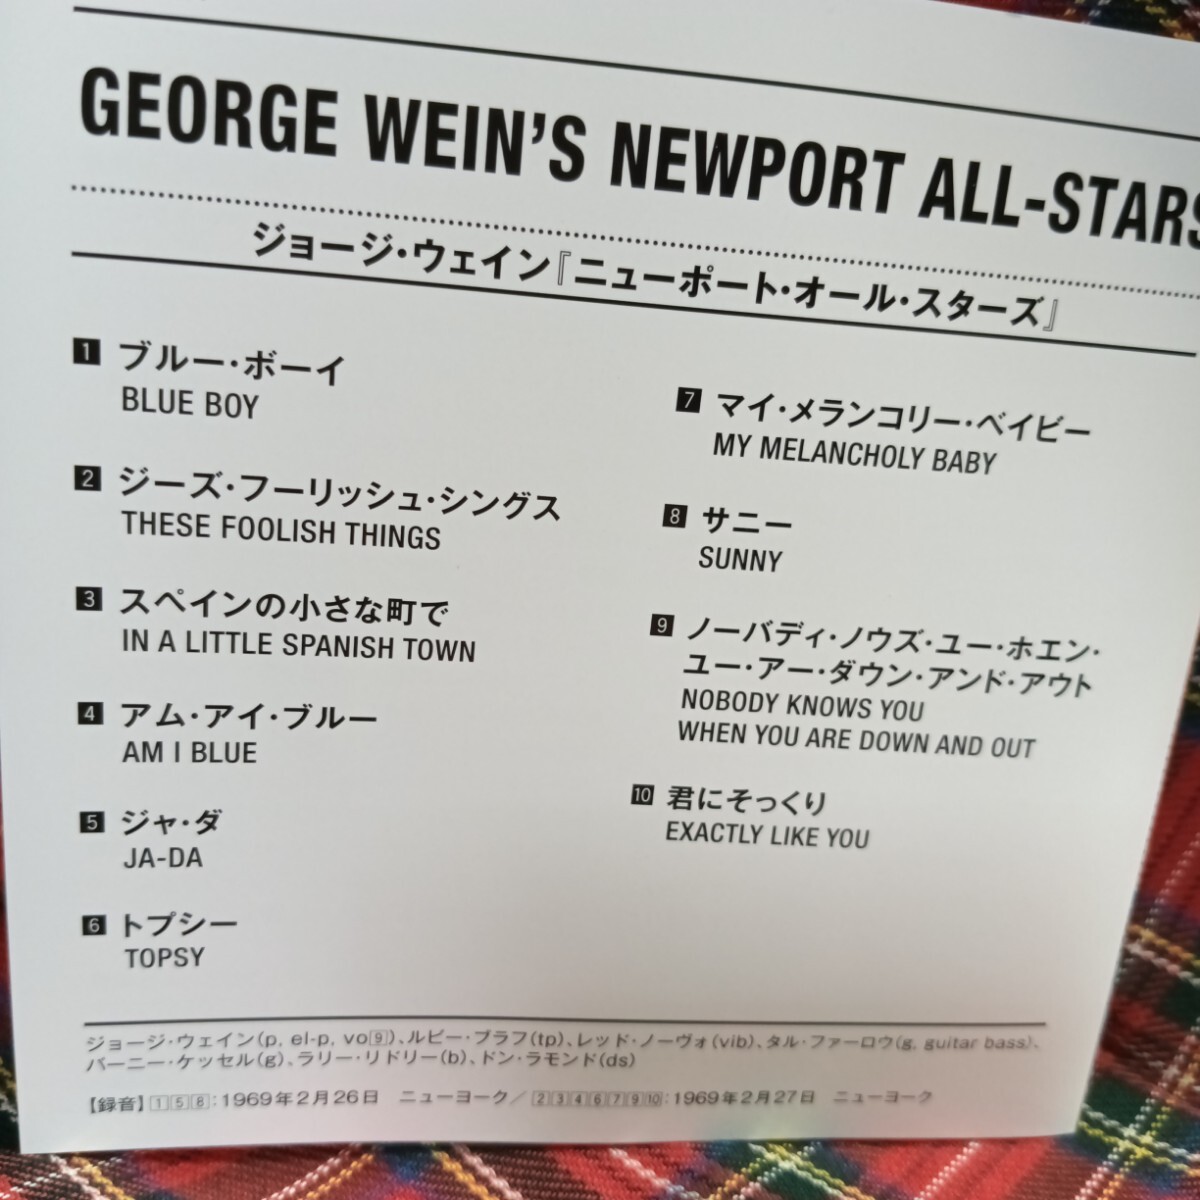 GEORGE WEIN'S NEWPORT ALL-STARS
ジョージ・ウェイン『ニューポート・オール・スターズ』
1 ブルー・ボーイ
BLUE BOY
2 ジーズ・フーリッシュ・シングス
THESE FOOLISH THINGS
3 スペインの小さな町で
IN A LITTLE SPANISH TOWN
4 アム・アイ・ブルー
AM I BLUE
5 ジャ・ダ
JA-DA
6 トプシー
TOPSY
7 マイ・メランコリー・ベイビー
MY MELANCHOLY BABY
8 サニー
SUNNY
9 ノーバディ・ノウズ・ユー・ホエン・
ユー・アー・ダウン・アンド・アウト
NOBODY KNOWS YOU
WHEN YOU ARE DOWN AND OUT
10 君にそっくり
EXACTLY LIKE YOU
ジョージ・ウェイン(p, el-p, vo9)、ルビー・ブラフ(tp)、レッド・ノーヴォ(vib)、タル・ファーロウ(g, guitar bass)、
バーニー・ケッセル(g)、ラリー・リドリー(b)、ドン・ラモンド(ds)
【録音】158:1969年2月26日 ニューヨーク/23467910:1969年2月27日 ニューヨーク